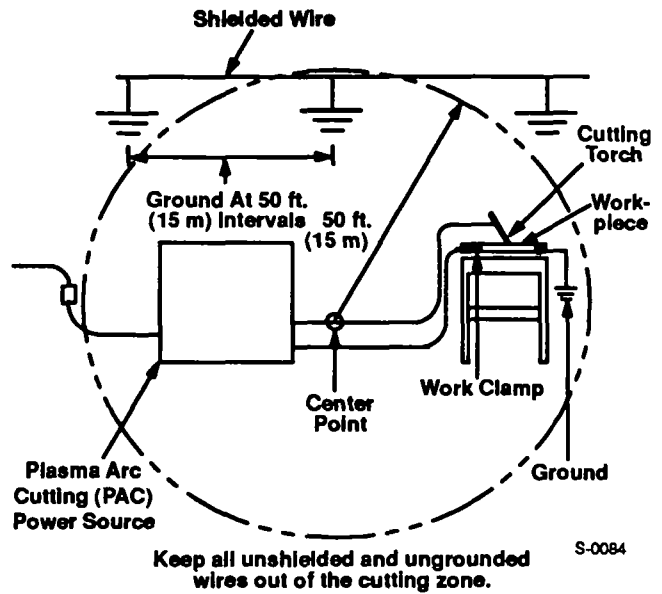 Shielded Wire
Cutting
Torch
Ground At 50 ft.
(15 m) Intervals
50 ft.
(15 m)
Work-
piece
Work Clamp
Center
Point
Ground
Plasma Arc
Cutting (PAC)
Power Source
S-0084
Keep all unshielded and ungrounded
wires out of the cutting zone.